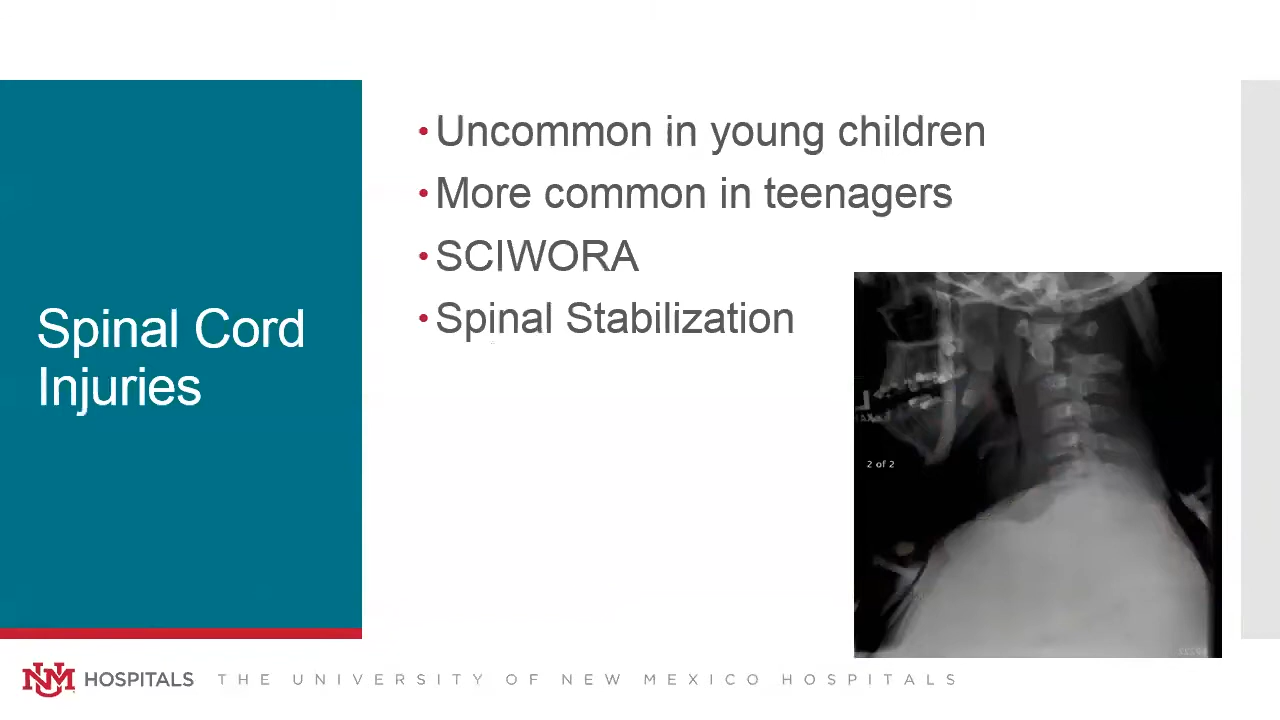 Spinal Cord
Injuries
• Uncommon in young children
• More common in teenagers
• SCIWORA
• Spinal Stabilization
2 of 2
UNM HOSPITALS THE UNIVERSITY OF NEW MEXICO HOSPITALS